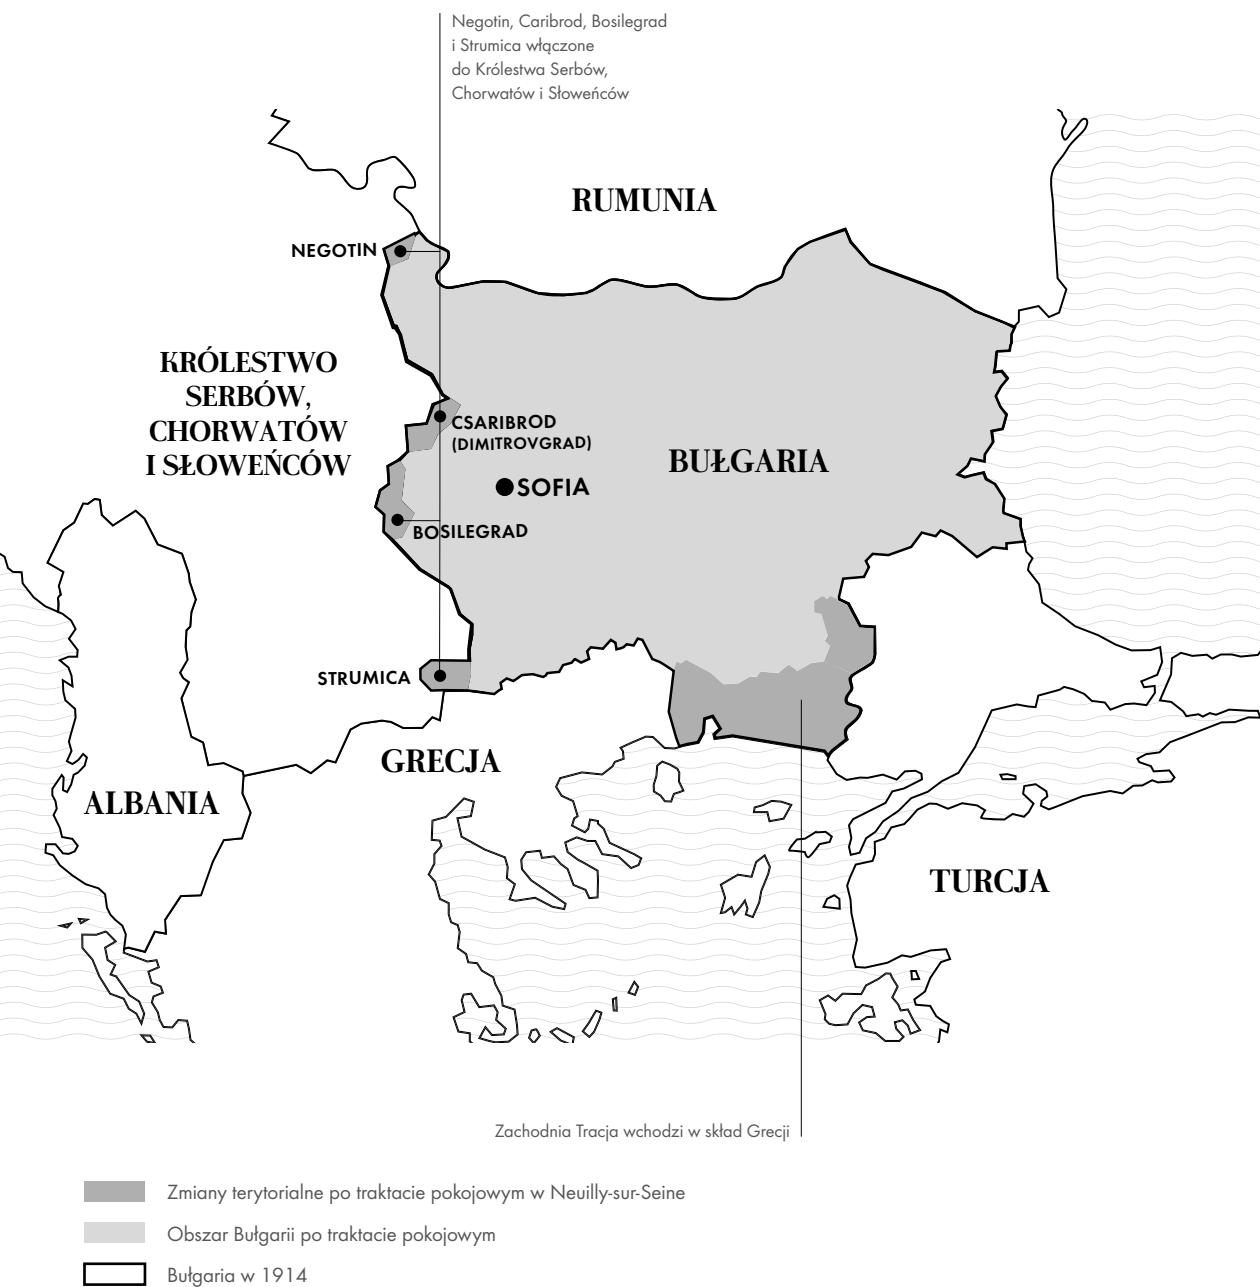 Negotin, Caribrod, Bosilegrad
i Strumica włączone
do Królestwa Serbów,
Chorwatów i Słoweńców
RUMUNIA
NEGOTIN
KRÓLESTWO
SERBÓW,
CHORWATÓW
I SŁOWEŃCÓW
CSARIBROD
(DIMITROVGRAD)
BUŁGARIA
SOFIA
BOSILEGRAD
STRUMICA
GRECJA
ALBANIA
TURCJA
Zachodnia Tracja wchodzi w skład Grecji
Zmiany terytorialne po traktacie pokojowym w Neuilly-sur-Seine
Obszar Bułgarii po traktacie pokojowym
Bułgaria w 1914